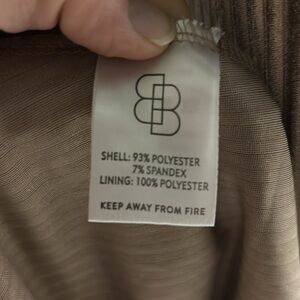 SHELL: 93% POLYESTER
7% SPANDEX
LINING: 100% POLYESTER
KEEP AWAY FROM FIRE